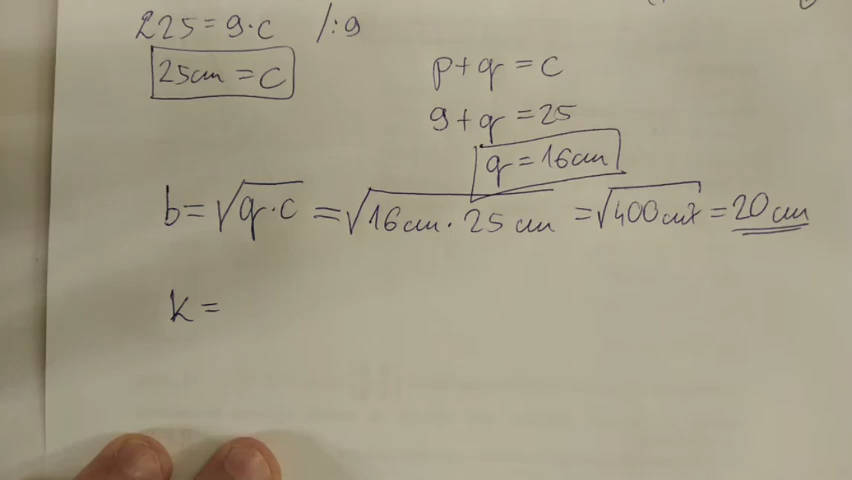 225 = 9·c /:9
25cm = c
p+q = c
9+q = 25
q = 16cm
b = √q·c = √16cm·25cm = √400cm² = 20cm
k =